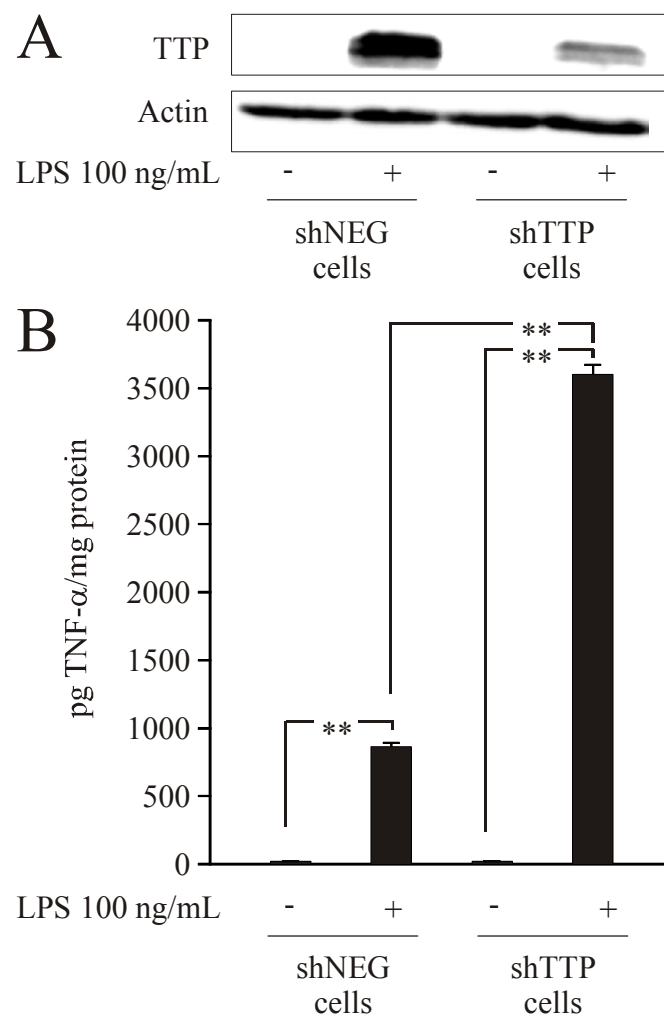 A
TTP
Actin
LPS 100 ng/mL - + - +
shNEG cells
shTTP cells
B
4000
3500
3000
2500
2000
1500
1000
500
0
pg TNF-α/mg protein
**
**
**
LPS 100 ng/mL - + - +
shNEG cells
shTTP cells